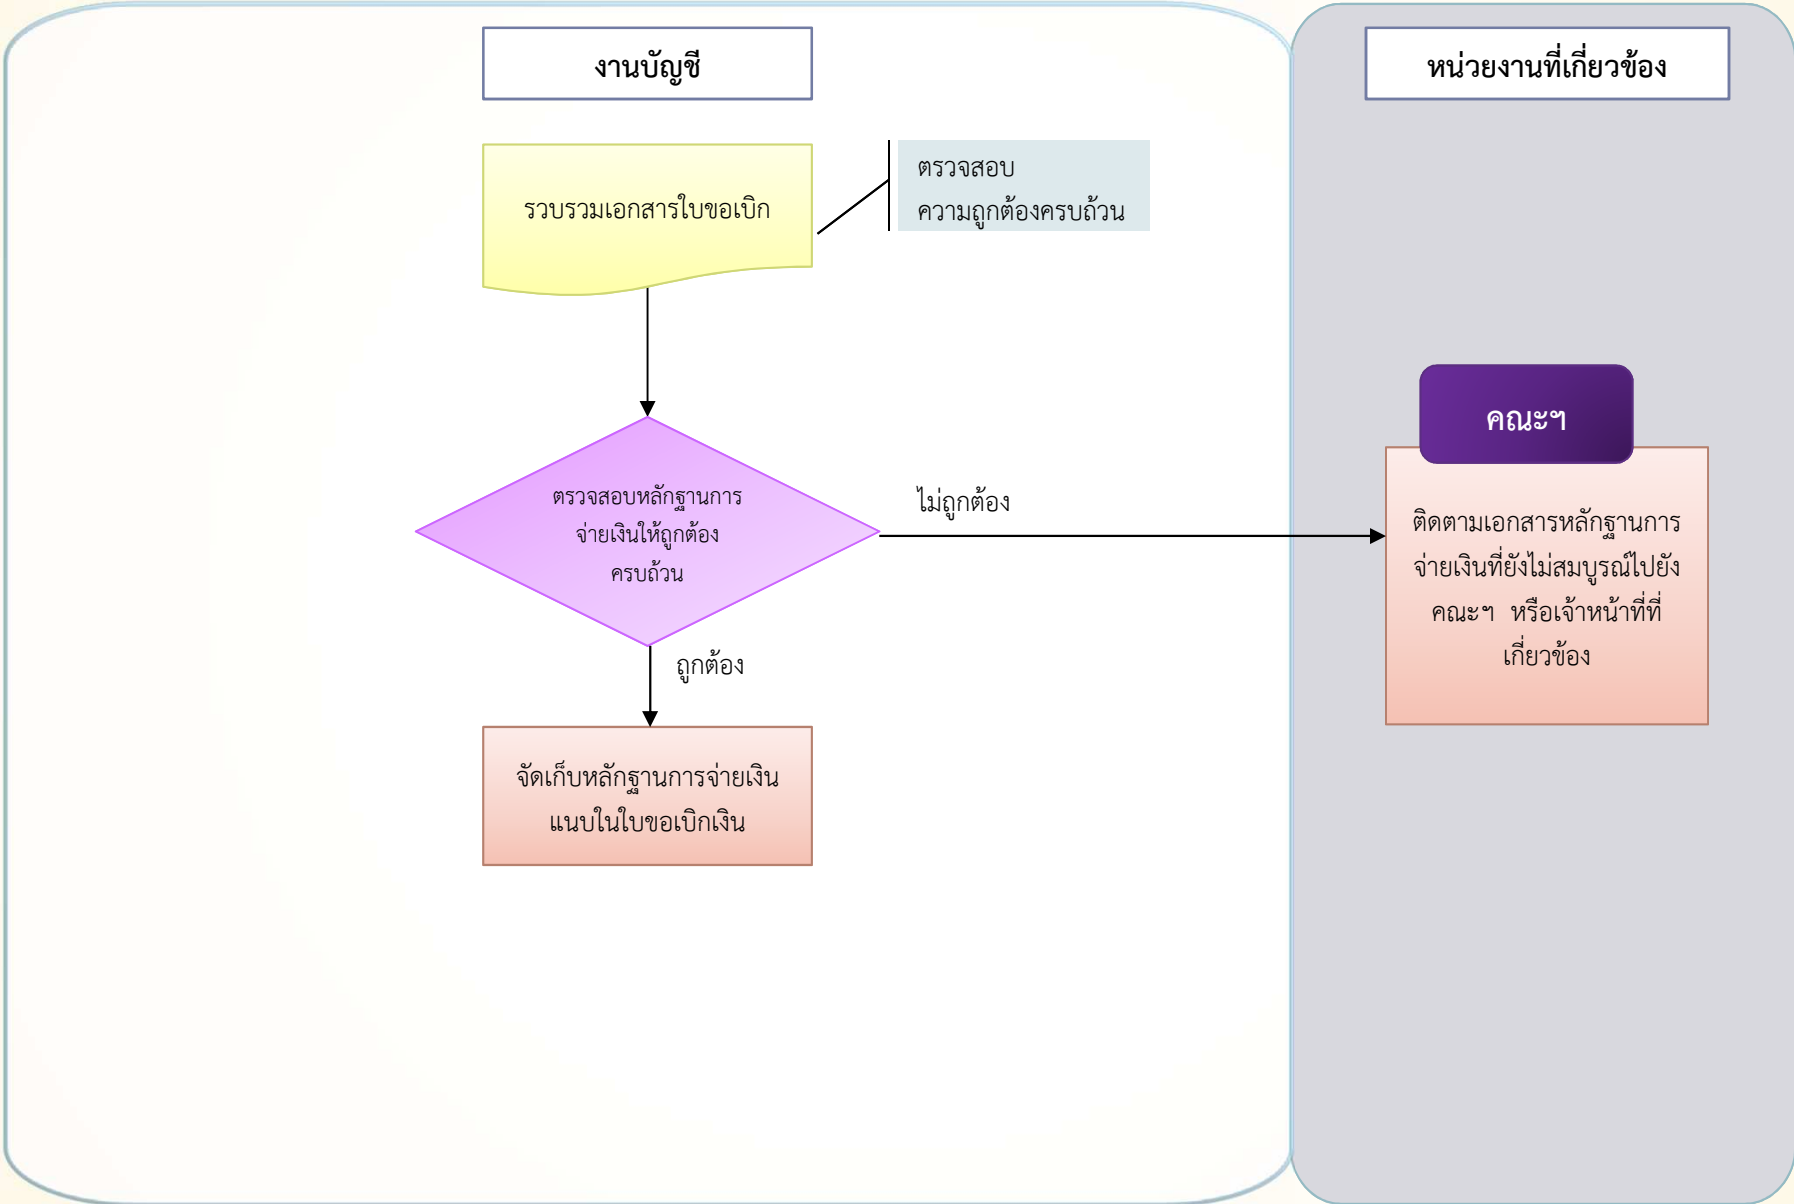 งานบัญชี
หน่วยงานที่เกี่ยวข้อง
รวบรวมเอกสารใบขอเบิก
ตรวจสอบ
ความถูกต้องครบถ้วน
ตรวจสอบหลักฐานการ
จ่ายเงินให้ถูกต้อง
ครบถ้วน
ไม่ถูกต้อง
คณะฯ
ติดตามเอกสารหลักฐานการ
จ่ายเงินที่ยังไม่สมบูรณ์ไปยัง
คณะฯ หรือเจ้าหน้าที่ที่
เกี่ยวข้อง
ถูกต้อง
จัดเก็บหลักฐานการจ่ายเงิน
แนบในใบขอเบิกเงิน